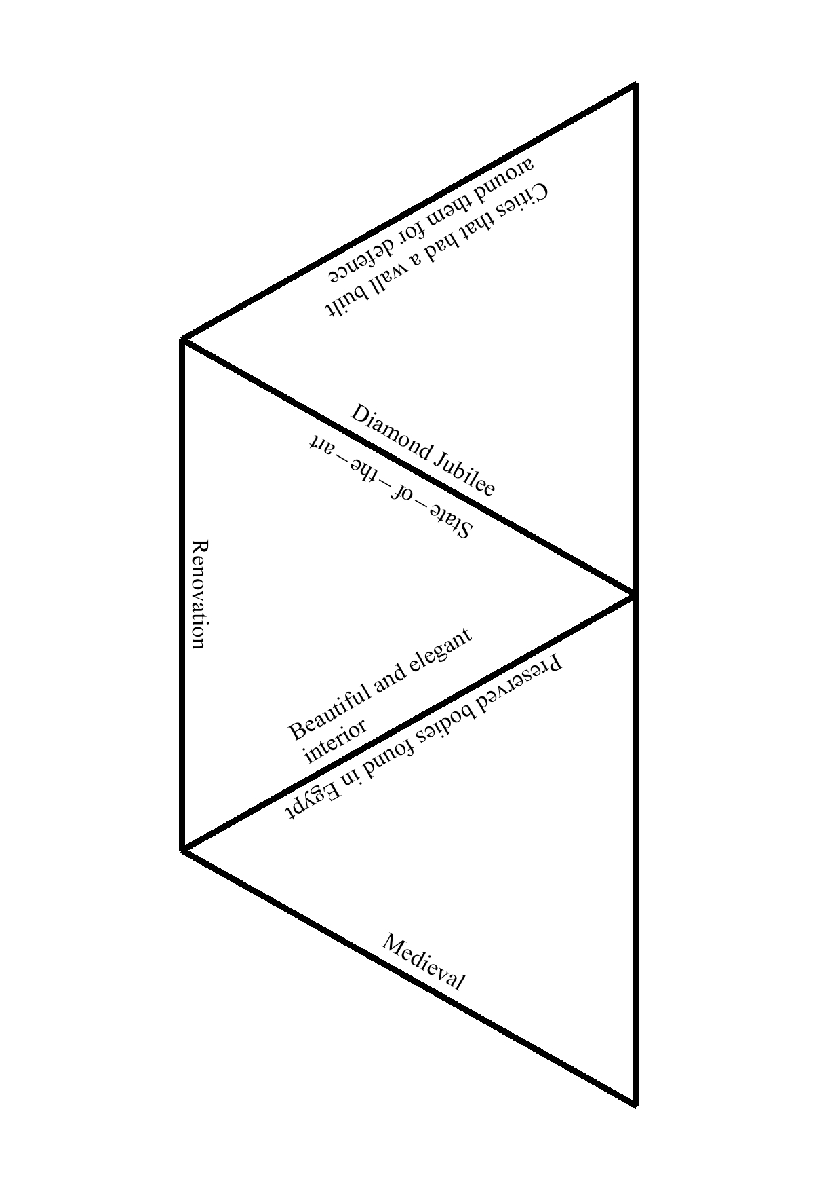 Cities that had a wall built
around them for defence
Diamond Jubilee
State-of-the-art
Renovation
Beautiful and elegant
interior
Preserved bodies found in Egypt
Medieval